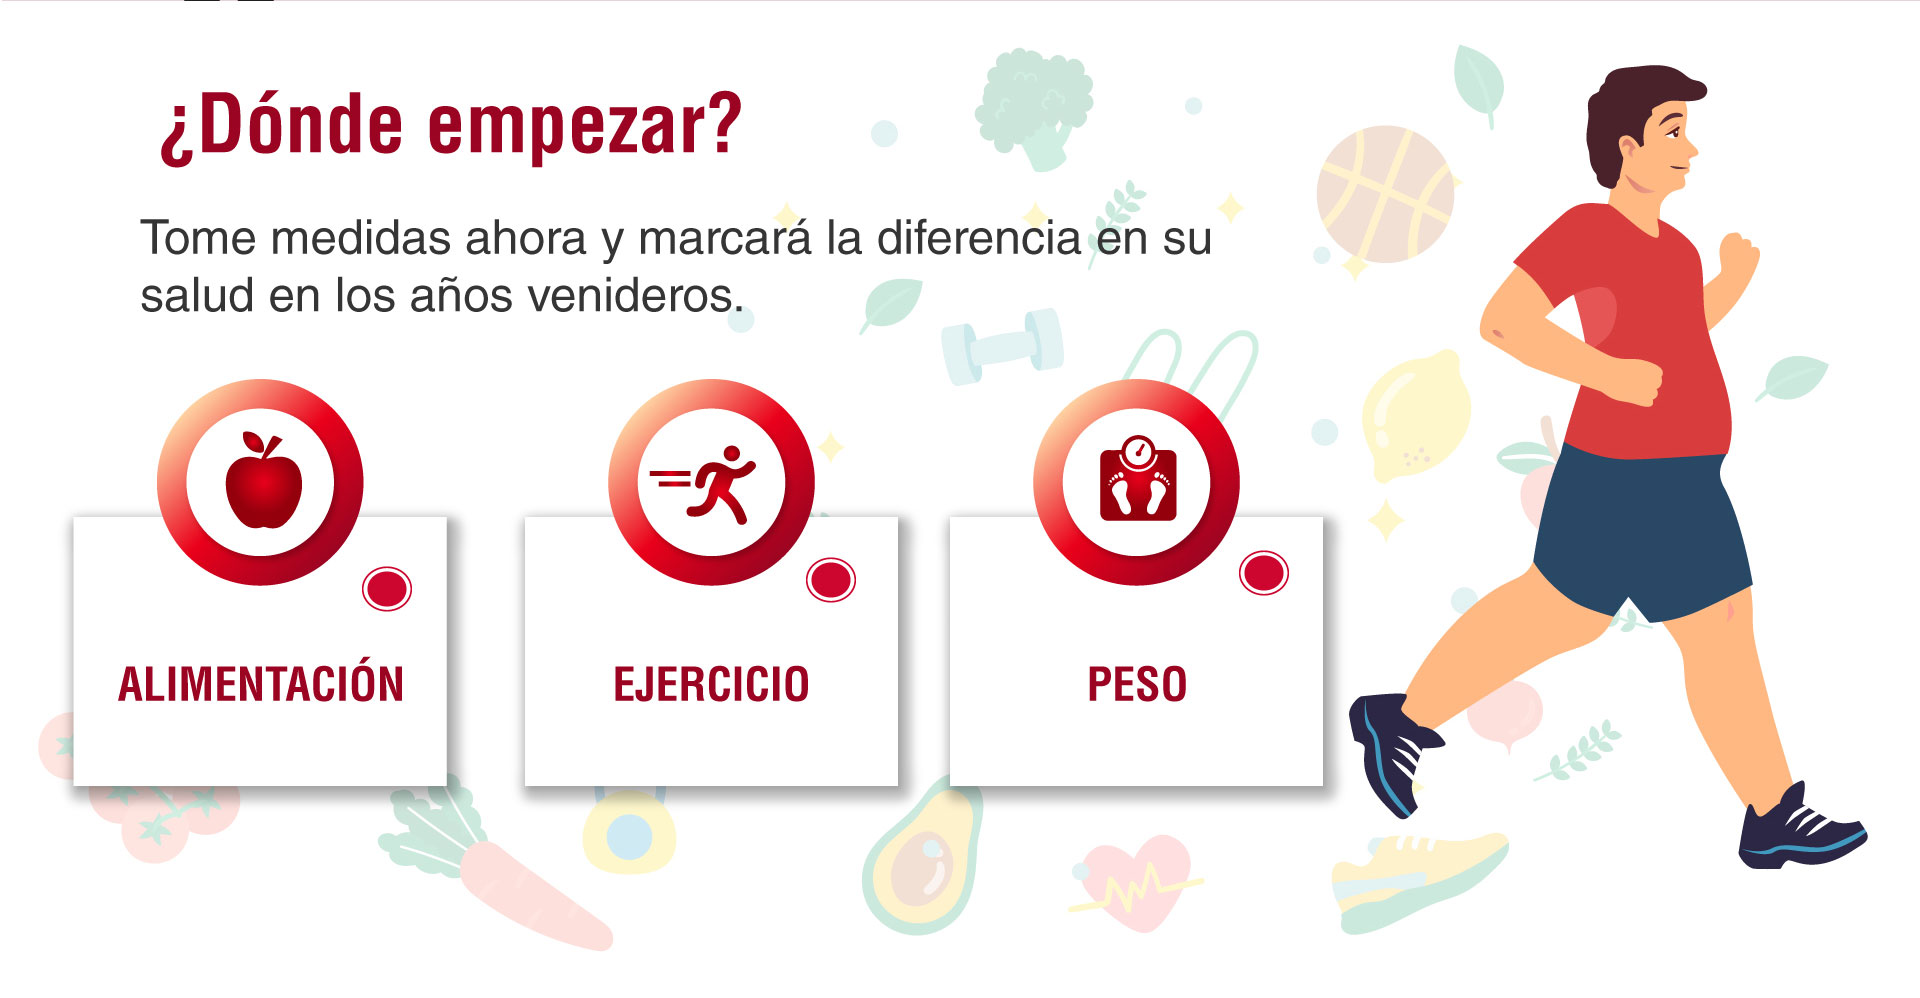 ¿Dónde empezar?
Tome medidas ahora y marcará la diferencia en su
salud en los años venideros.
ALIMENTACIÓN
EJERCICIO
PESO